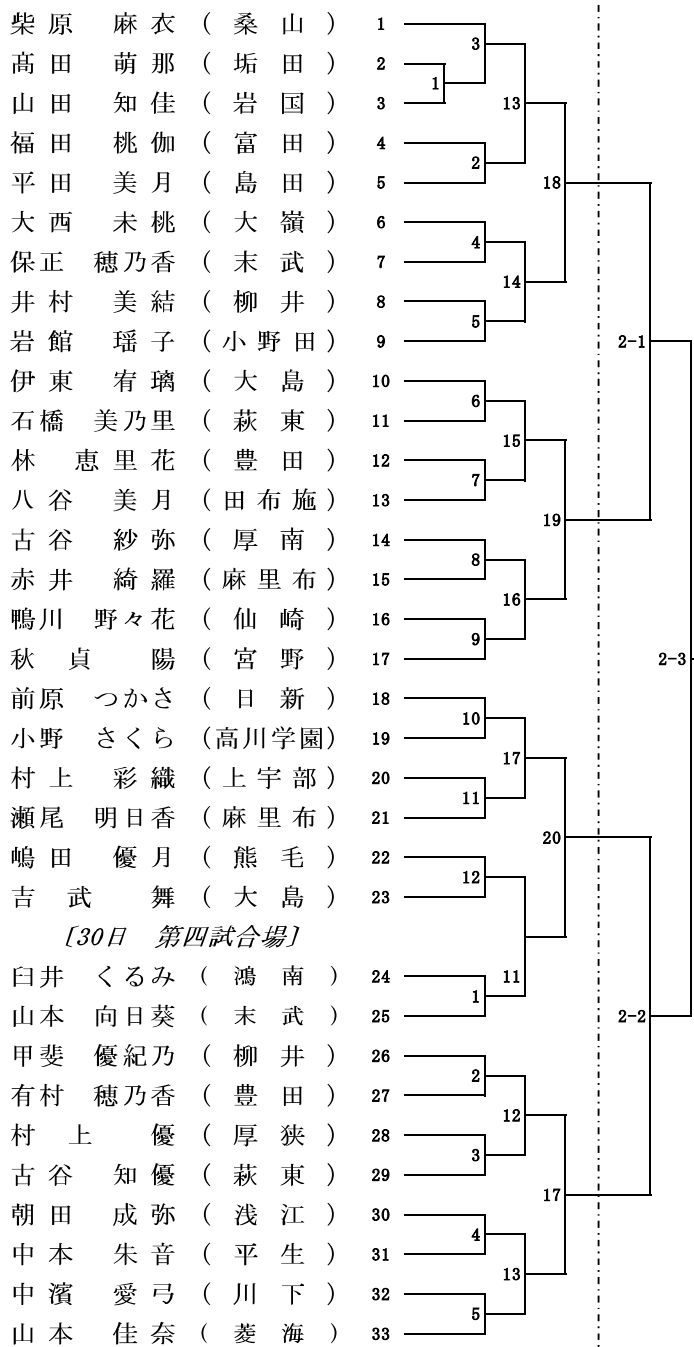 柴原 麻衣 ( 桑山 ) 1
髙田 萌那 ( 垢田 ) 2
山田 知佳 ( 岩国 ) 3
福田 桃伽 ( 富田 ) 4
平田 美月 ( 島田 ) 5
大西 未桃 ( 大嶺 ) 6
保正 穂乃香 ( 末武 ) 7
井村 美結 ( 柳井 ) 8
岩館 瑶子 (小野田) 9
伊東 宥璃 ( 大島 ) 10
石橋 美乃里 ( 萩東 ) 11
林 恵里花 ( 豊田 ) 12
八谷 美月 (田布施) 13
古谷 紗弥 ( 厚南 ) 14
赤井 綺羅 (麻里布) 15
鴨川 野々花 ( 仙崎 ) 16
秋貞 陽 ( 宮野 ) 17
前原 つかさ ( 日新 ) 18
小野 さくら (高川学園) 19
村上 彩織 (上宇部) 20
瀬尾 明日香 (麻里布) 21
嶋田 優月 ( 熊毛 ) 22
吉武 舞 ( 大島 ) 23
[30日 第四試合場]
臼井 くるみ ( 鴻南 ) 24
山本 向日葵 ( 末武 ) 25
甲斐 優紀乃 ( 柳井 ) 26
有村 穂乃香 ( 豊田 ) 27
村上 優 ( 厚狭 ) 28
古谷 知優 ( 萩東 ) 29
朝田 成弥 ( 浅江 ) 30
中本 朱音 ( 平生 ) 31
中濱 愛弓 ( 川下 ) 32
山本 佳奈 ( 菱海 ) 33
3
1
13
2
18
4
14
5
2-1
6
15
7
19
8
16
9
2-3
10
17
11
20
12
11
1
2-2
2
12
3
17
4
13
5